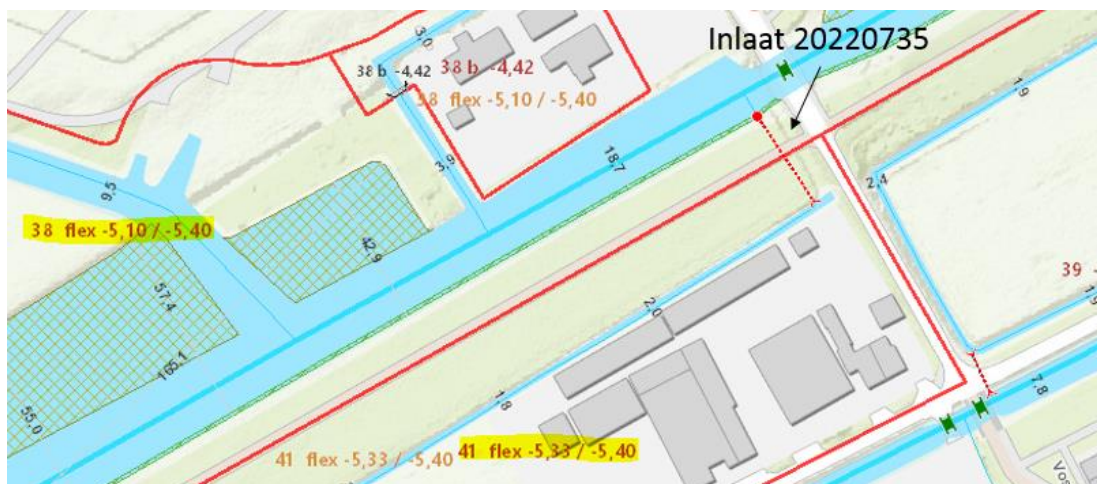 Inlaat 20220735
3,0
38 b -4,42
38 b -4,42
38 flex -5,10 / -5,40
3,9
18,7
1,9
2,4
9,5
38 flex -5,10 / -5,40
42,9
57,4
39 -
1,9
2,0
165,1
7,8
55,0
1,8
41 flex -5,33 / -5,40
41 flex -5,33 / -5,40
Vos